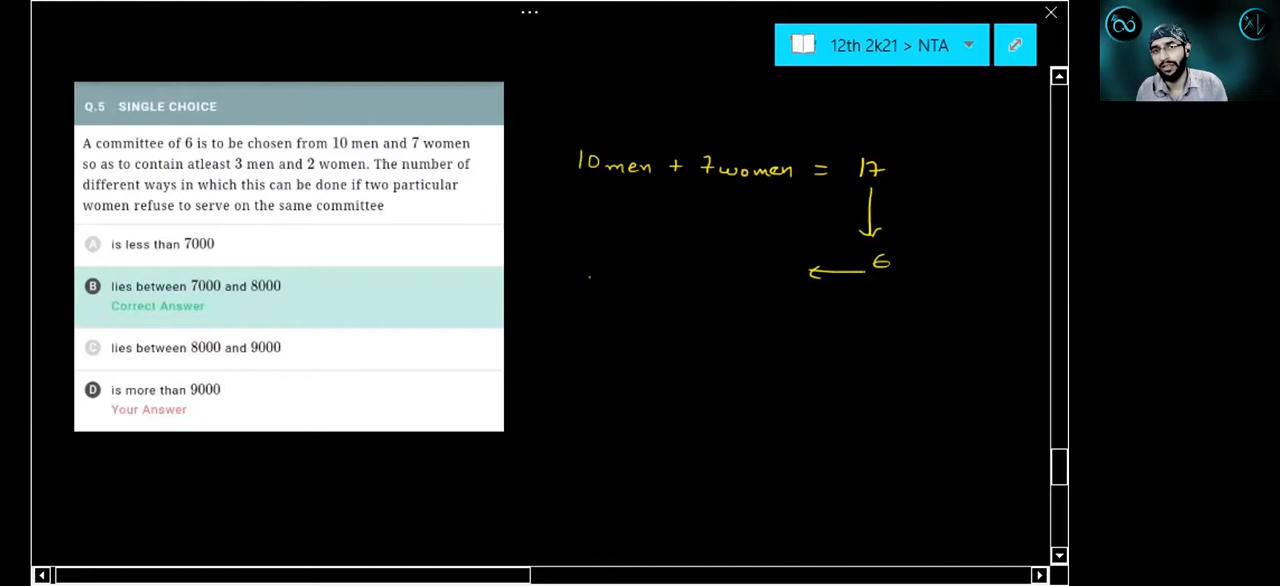 ...
12th 2k21 > NTA
Q.5 SINGLE CHOICE
A committee of 6 is to be chosen from 10 men and 7 women
so as to contain atleast 3 men and 2 women. The number of
different ways in which this can be done if two particular
women refuse to serve on the same committee
A is less than 7000
B lies between 7000 and 8000
Correct Answer
C lies between 8000 and 9000
D is more than 9000
Your Answer
10 men + 7 women = 17
6